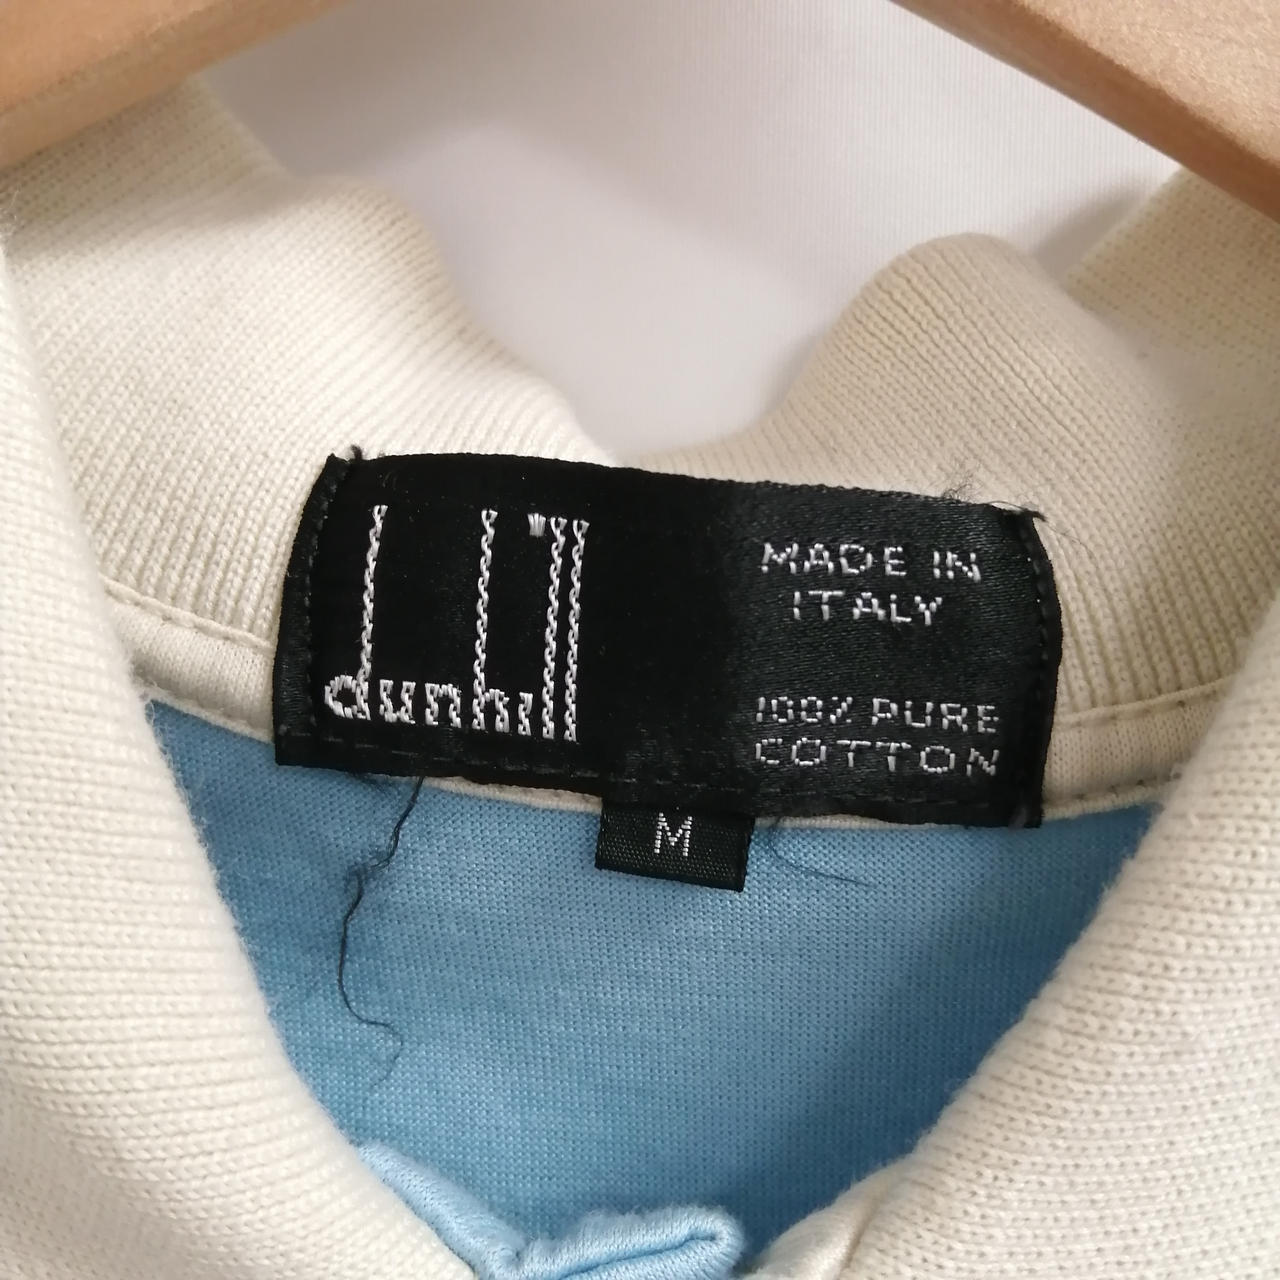 dunhill
MADE IN
ITALY
100% PURE
COTTON
M